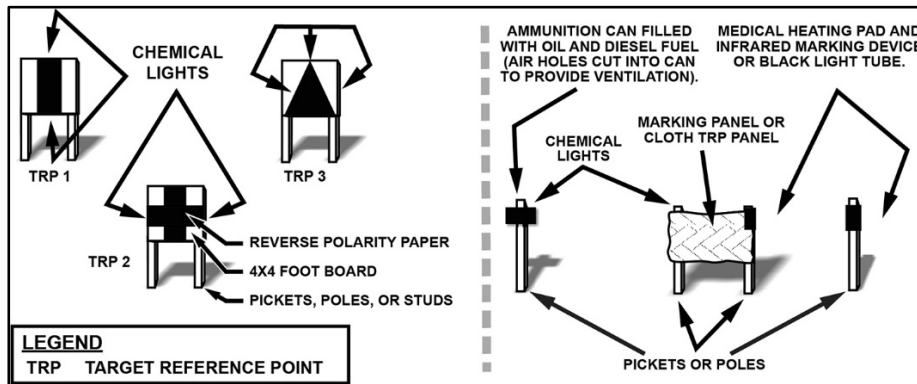 CHEMICAL
LIGHTS
TRP 1
TRP 3
TRP 2
REVERSE POLARITY PAPER
4X4 FOOT BOARD
PICKETS, POLES, OR STUDS
LEGEND
TRP TARGET REFERENCE POINT
AMMUNITION CAN FILLED
WITH OIL AND DIESEL FUEL
(AIR HOLES CUT INTO CAN
TO PROVIDE VENTILATION).
MEDICAL HEATING PAD AND
INFRARED MARKING DEVICE
OR BLACK LIGHT TUBE.
MARKING PANEL OR
CLOTH TRP PANEL
CHEMICAL
LIGHTS
PICKETS OR POLES